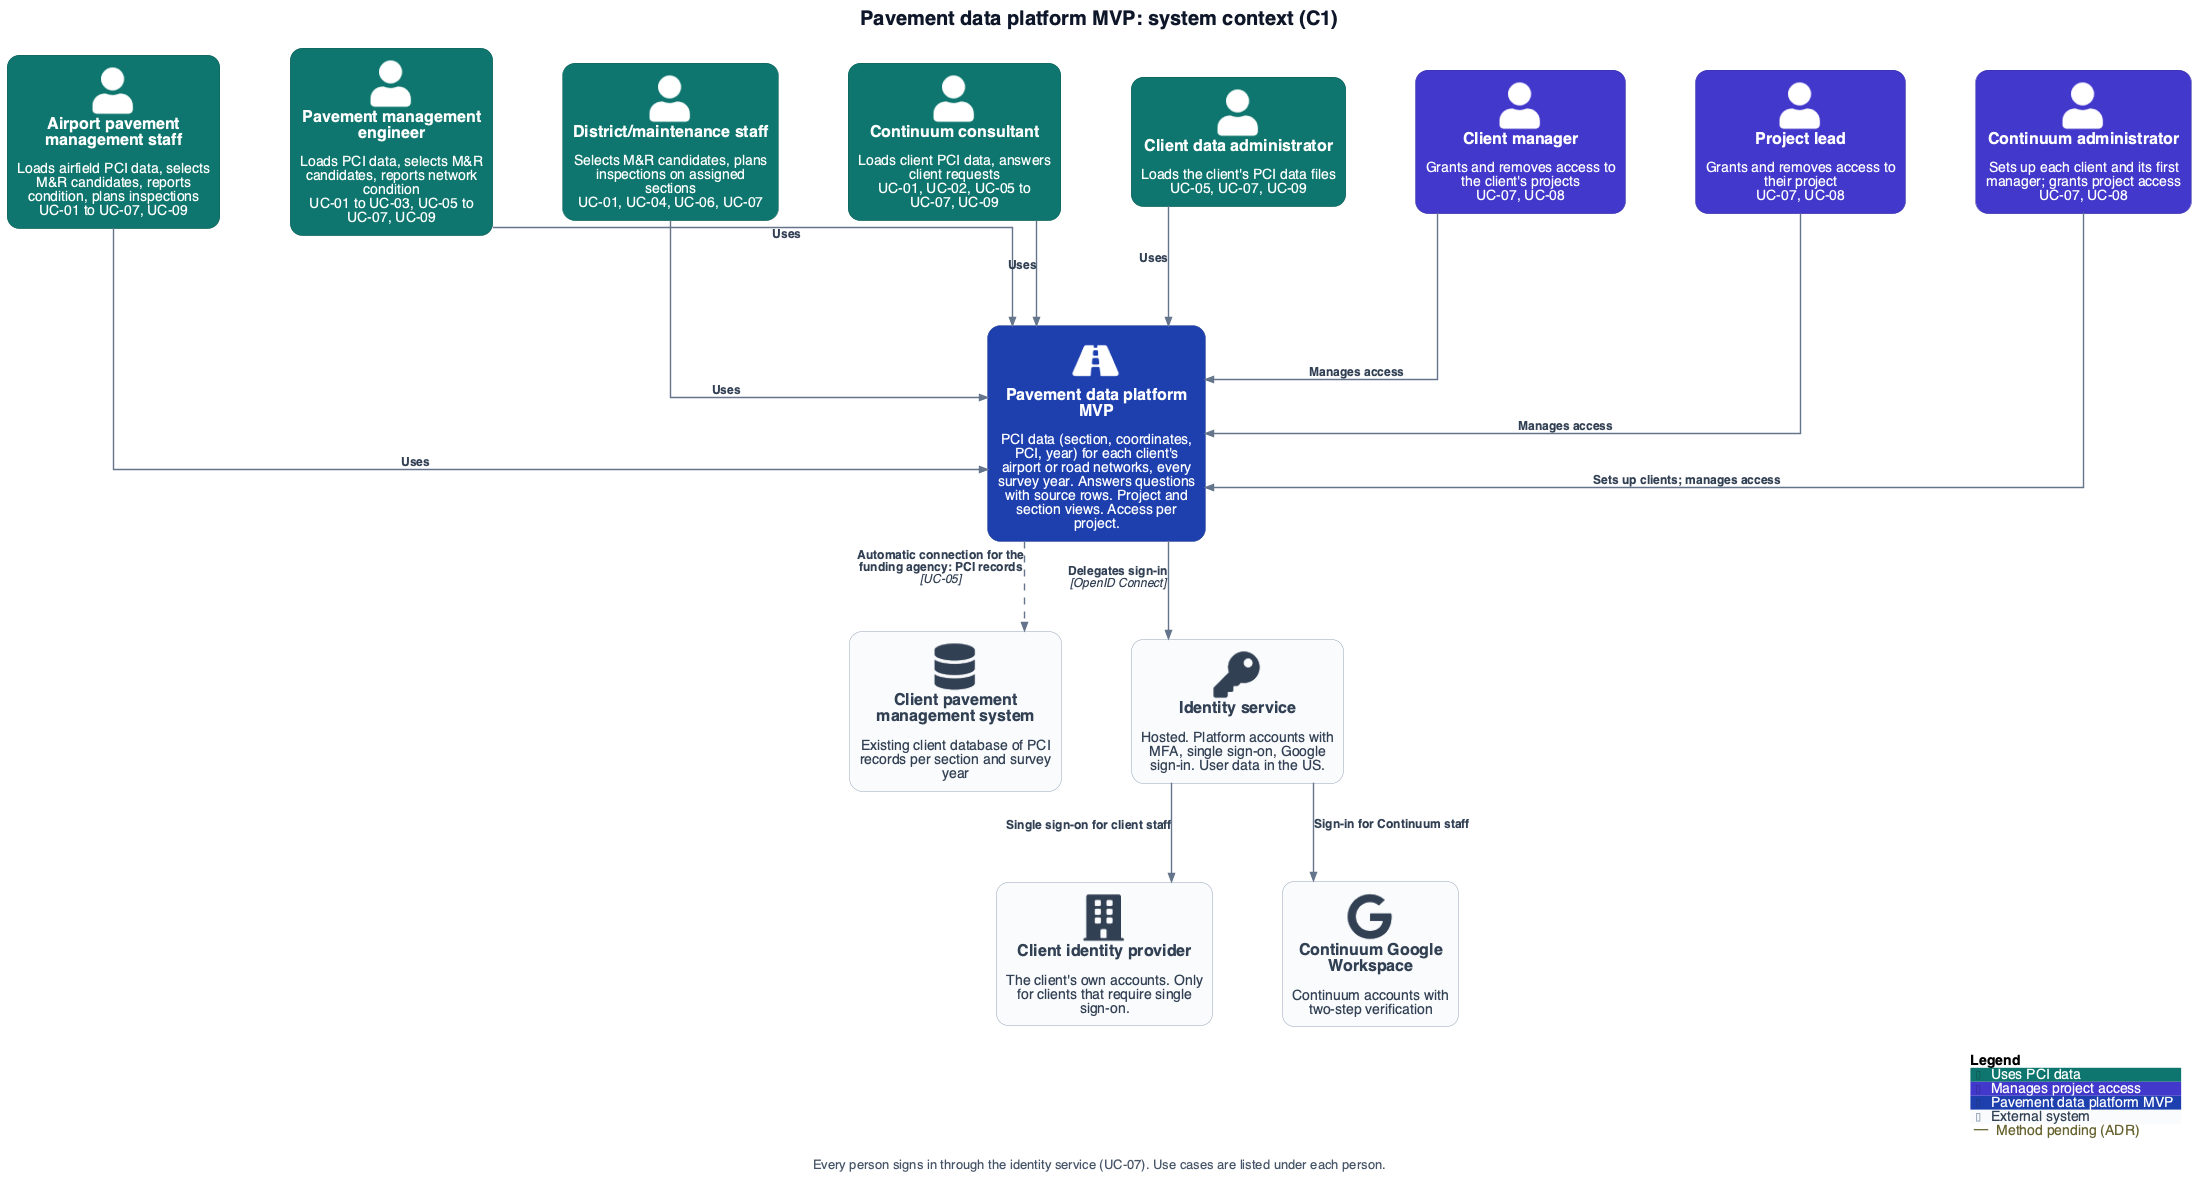 Pavement data platform MVP: system context (C1)
Airport pavement
management staff
Loads airfield PCI data, selects
M&R candidates, reports
condition, plans inspections
UC-01 to UC-07, UC-09
Pavement management
engineer
Loads PCI data, selects M&R
candidates, reports network
condition
UC-01 to UC-03, UC-05 to
UC-07, UC-09
District/maintenance staff
Selects M&R candidates, plans
inspections on assigned
sections
UC-01, UC-04, UC-06, UC-07
Continuum consultant
Loads client PCI data, answers
client requests
UC-01, UC-02, UC-05 to
UC-07, UC-09
Client data administrator
Loads the client's PCI data files
UC-05, UC-07, UC-09
Client manager
Grants and removes access to
the client's projects
UC-07, UC-08
Project lead
Grants and removes access to
their project
UC-07, UC-08
Continuum administrator
Sets up each client and its first
manager; grants project access
UC-07, UC-08
Uses
Uses
Uses
Uses
Uses
Manages access
Manages access
Sets up clients; manages access
Pavement data platform
MVP
PCI data (section, coordinates,
PCI, year) for each client's
airport or road networks, every
survey year. Answers questions
with source rows. Project and
section views. Access per
project.
Automatic connection for the
funding agency: PCI records
[UC-05]
Delegates sign-in
[OpenID Connect]
Client pavement
management system
Existing client database of PCI
records per section and survey
year
Identity service
Hosted. Platform accounts with
MFA, single sign-on, Google
sign-in. User data in the US.
Single sign-on for client staff
Sign-in for Continuum staff
Client identity provider
The client's own accounts. Only
for clients that require single
sign-on.
Continuum Google
Workspace
Continuum accounts with
two-step verification
Legend
Uses PCI data
Manages project access
Pavement data platform MVP
External system
Method pending (ADR)
Every person signs in through the identity service (UC-07). Use cases are listed under each person.